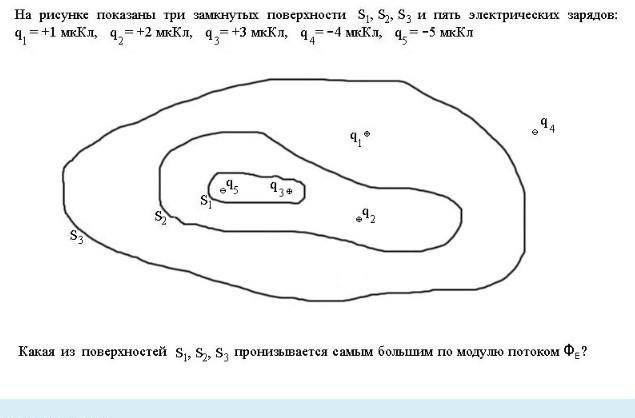 На рисунке показаны три замкнутых поверхности S₁, S₂, S₃ и пять электрических зарядов:
q₁ = +1 мкКл, q₂ = +2 мкКл, q₃ = +3 мкКл, q₄ = −4 мкКл, q₅ = −5 мкКл
q₄
q₁
q₅ q₃
S₁
S₂ q₂
S₃
Какая из поверхностей S₁, S₂, S₃ пронизывается самым большим по модулю потоком Ф_E?